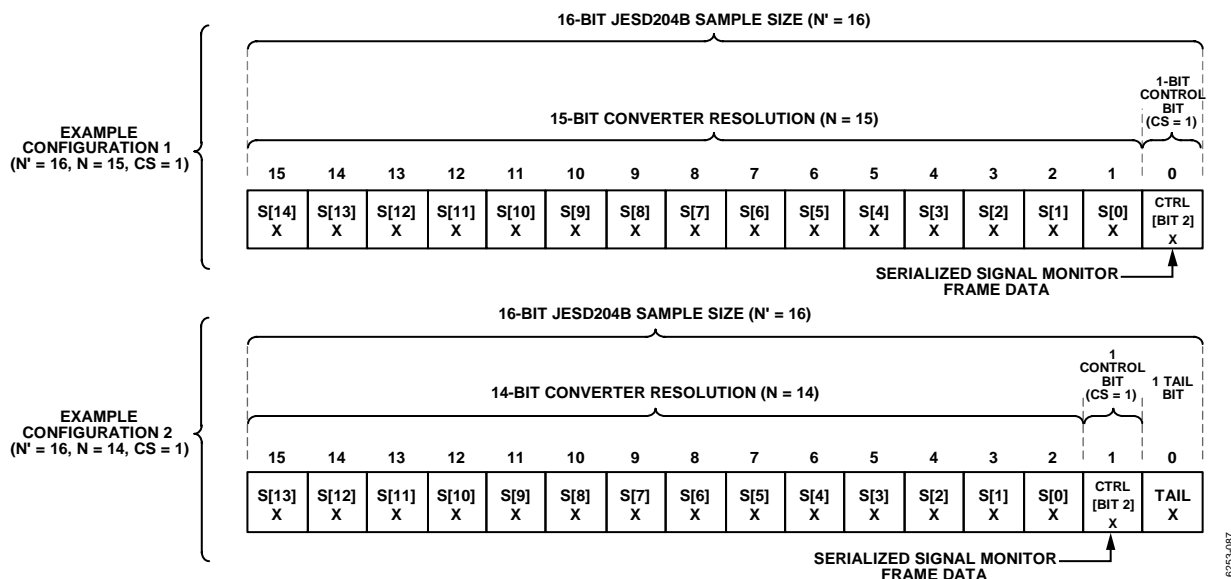 16-BIT JESD204B SAMPLE SIZE (N' = 16)
1-BIT
CONTROL
BIT
(CS = 1)
15-BIT CONVERTER RESOLUTION (N = 15)
EXAMPLE
CONFIGURATION 1
(N' = 16, N = 15, CS = 1)
15 14 13 12 11 10 9 8 7 6 5 4 3 2 1 0
S[14] S[13] S[12] S[11] S[10] S[9] S[8] S[7] S[6] S[5] S[4] S[3] S[2] S[1] S[0] CTRL
[BIT 2]
X X X X X X X X X X X X X X X X
SERIALIZED SIGNAL MONITOR
FRAME DATA
16-BIT JESD204B SAMPLE SIZE (N' = 16)
1
CONTROL
BIT
(CS = 1)
1 TAIL
BIT
14-BIT CONVERTER RESOLUTION (N = 14)
EXAMPLE
CONFIGURATION 2
(N' = 16, N = 14, CS = 1)
15 14 13 12 11 10 9 8 7 6 5 4 3 2 1 0
S[13] S[12] S[11] S[10] S[9] S[8] S[7] S[6] S[5] S[4] S[3] S[2] S[1] S[0] CTRL TAIL
[BIT 2]
X X X X X X X X X X X X X X X X
SERIALIZED SIGNAL MONITOR
FRAME DATA